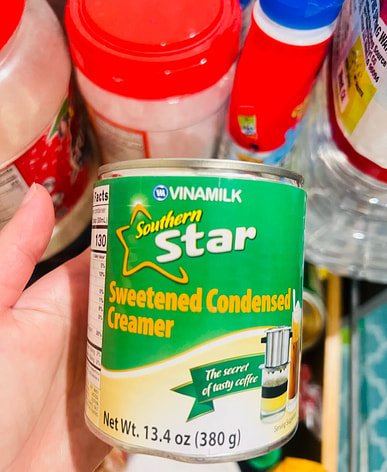 VINAMILK
Southern
Star
Sweetened Condensed
Creamer
The secret
of tasty coffee
Net Wt. 13.4 oz (380 g)
Facts
130